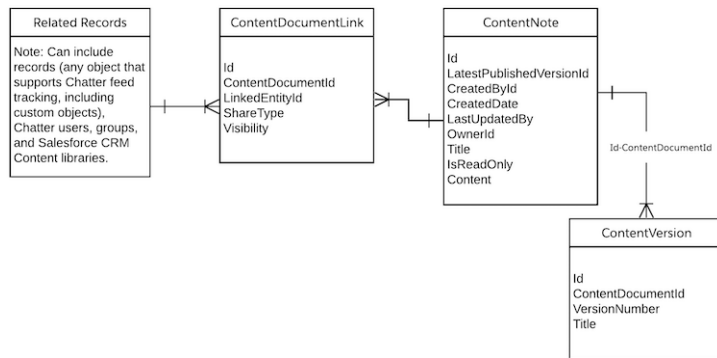 Related Records
Note: Can include
records (any object that
supports Chatter feed
tracking, including
custom objects),
Chatter users, groups,
and Salesforce CRM
Content libraries.
ContentDocumentLink
Id
ContentDocumentId
LinkedEntityId
ShareType
Visibility
ContentNote
Id
LatestPublishedVersionId
CreatedById
CreatedDate
LastUpdatedBy
OwnerId
Title
IsReadOnly
Content
Id-ContentDocumentId
ContentVersion
Id
ContentDocumentId
VersionNumber
Title